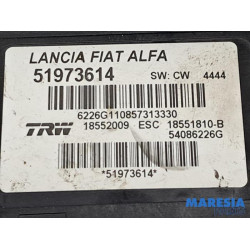 LANCIA FIAT ALFA
51973614 SW: CW 4444
6226G110857313330
TRW 18552009 ESC 18551810-B
54086226G
*51973614*
MARESIA